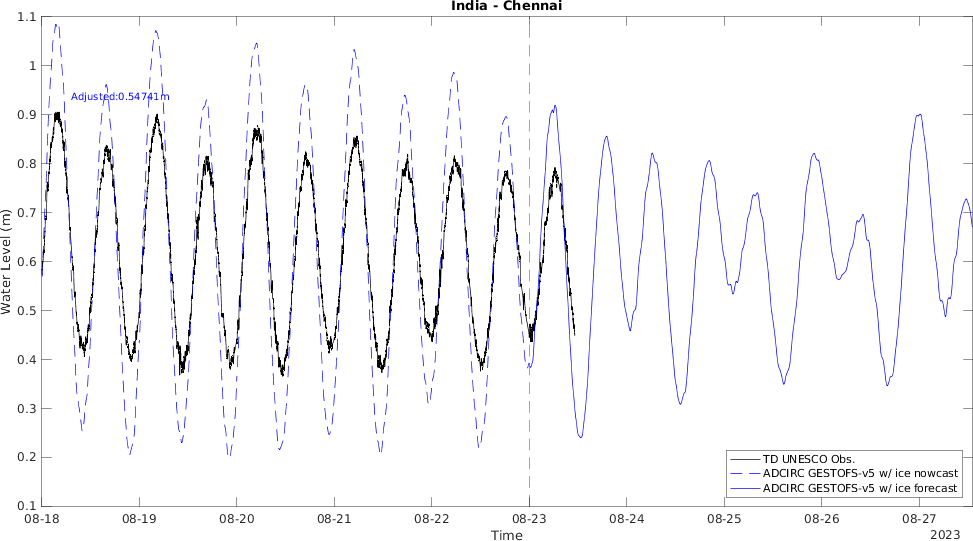 India - Chennai
1.1
1
0.9
0.8
0.7
0.6
0.5
0.4
0.3
0.2
0.1
Water Level (m)
Adjusted:0.54741m
TD UNESCO Obs.
ADCIRC GESTOFS-v5 w/ ice nowcast
ADCIRC GESTOFS-v5 w/ ice forecast
08-18 08-19 08-20 08-21 08-22 08-23 08-24 08-25 08-26 08-27
Time
2023